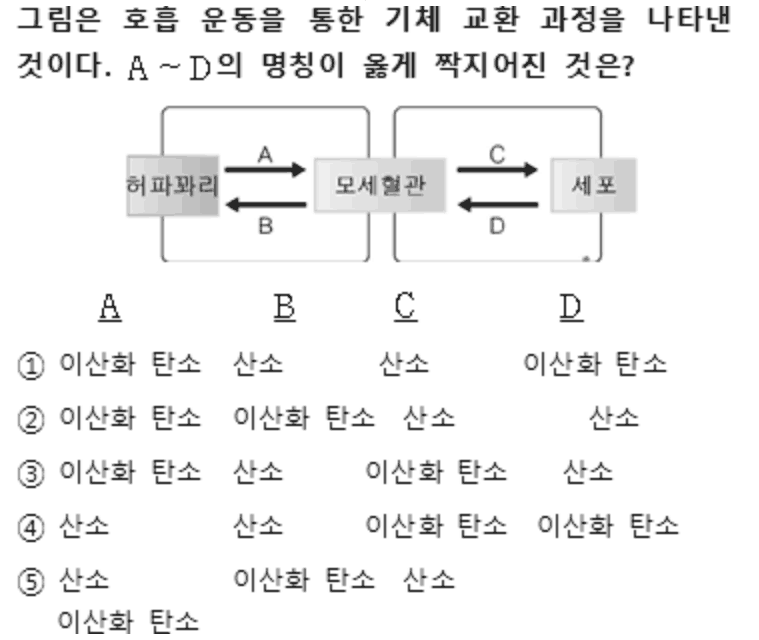 그림은 호흡 운동을 통한 기체 교환 과정을 나타낸
것이다. A ~ D의 명칭이 옳게 짝지어진 것은?
A C
허파꽈리 모세혈관 세포
B D
A B C D
① 이산화 탄소 산소 산소 이산화 탄소
② 이산화 탄소 이산화 탄소 산소 산소
③ 이산화 탄소 산소 이산화 탄소 산소
④ 산소 산소 이산화 탄소 이산화 탄소
⑤ 산소 이산화 탄소 산소
이산화 탄소